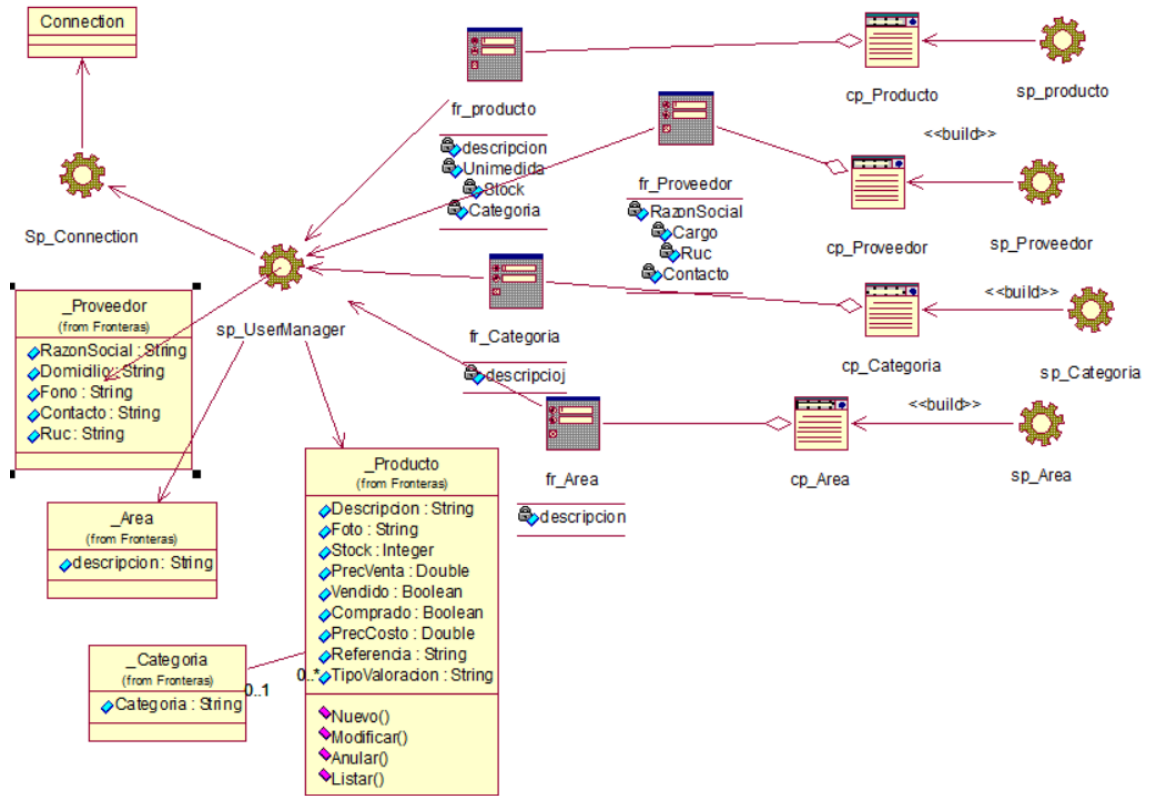 Connection
Sp_Connection
fr_producto
descripcion
Unimedida
Stock
Categoria
cp_Producto
sp_producto
<<build>>
fr_Proveedor
RazonSocial
Cargo
Ruc
Contacto
cp_Proveedor
sp_Proveedor
<<build>>
sp_UserManager
fr_Categoria
descripcioj
cp_Categoria
sp_Categoria
<<build>>
fr_Area
descripcion
cp_Area
sp_Area
_Proveedor
(from Fronteras)
RazonSocial : String
Domicilio : String
Fono : String
Contacto : String
Ruc : String
_Area
(from Fronteras)
descripcion : String
_Producto
(from Fronteras)
Descripcion : String
Foto : String
Stock : Integer
PrecVenta : Double
Vendido : Boolean
Comprado : Boolean
PrecCosto : Double
Referencia : String
TipoValoracion : String
Nuevo()
Modificar()
Anular()
Listar()
_Categoria
(from Fronteras)
Categoria : String
0..1
0..*